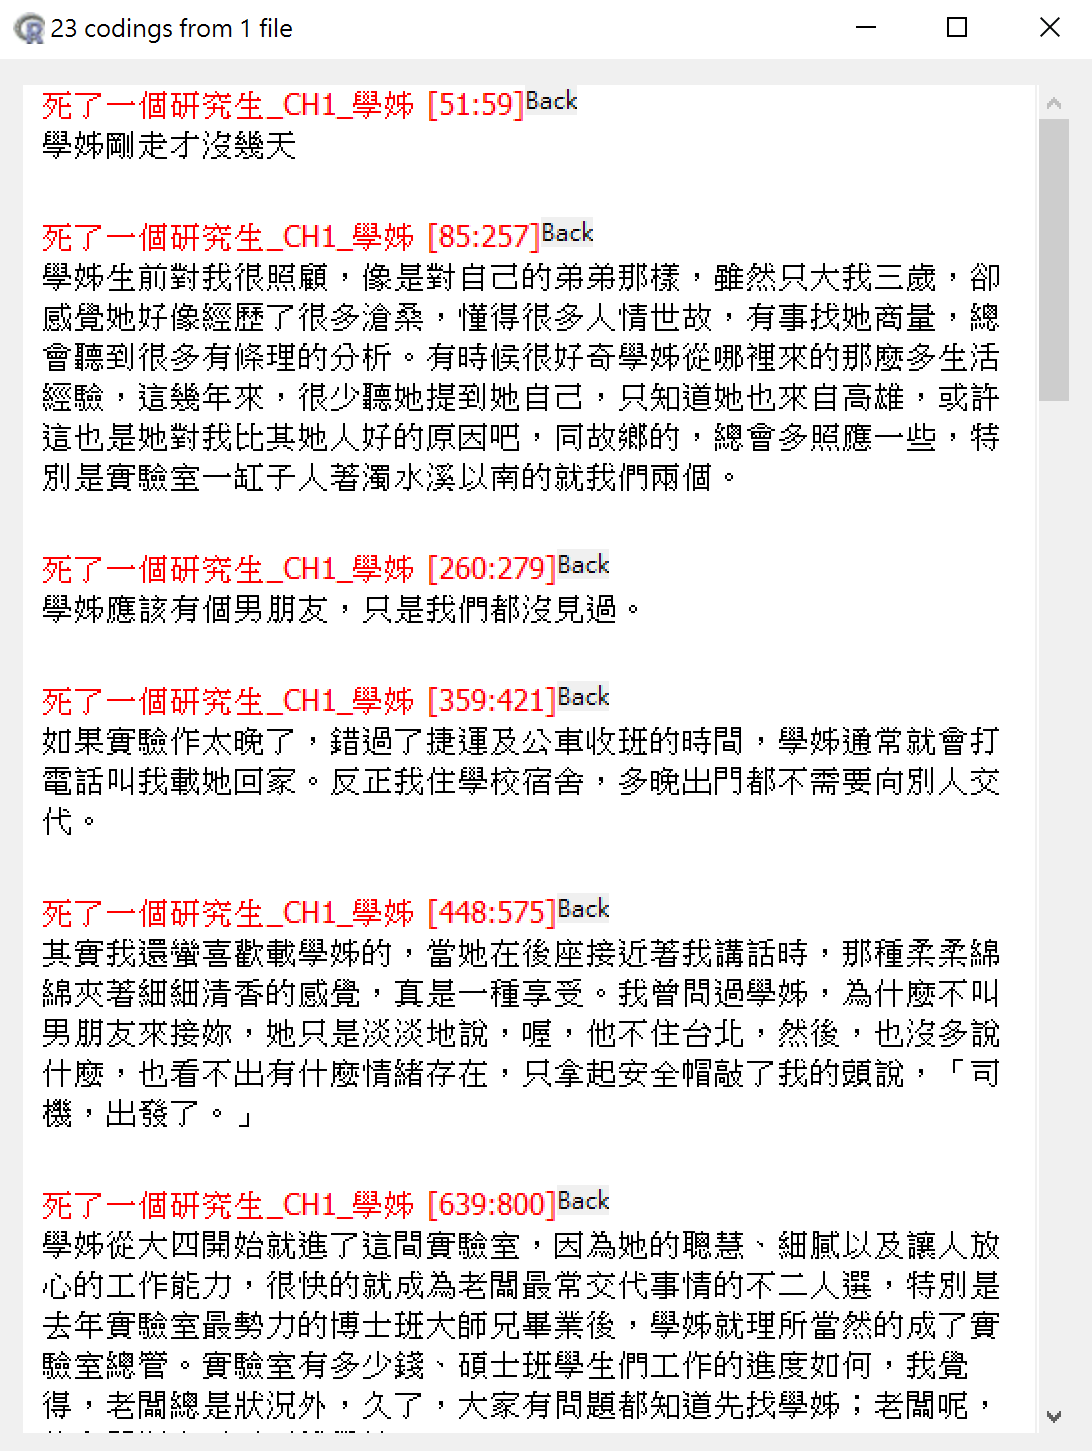 23 codings from 1 file
死了一個研究生_CH1_學姊 [51:59]Back
學姊剛走才沒幾天
死了一個研究生_CH1_學姊 [85:257]Back
學姊生前對我很照顧，像是對自己的弟弟那樣，雖然只大我三歲，卻
感覺她好像經歷了很多滄桑，懂得很多人情世故，有事找她商量，總
會聽到很多有條理的分析。有時候很好奇學姊從哪裡來的那麼多生活
經驗，這幾年來，很少聽她提到她自己，只知道她也來自高雄，或許
這也是她對我比其她人好的原因吧，同故鄉的，總會多照應一些，特
別是實驗室一缸子人著濁水溪以南的就我們兩個。
死了一個研究生_CH1_學姊 [260:279]Back
學姊應該有個男朋友，只是我們都沒見過。
死了一個研究生_CH1_學姊 [359:421]Back
如果實驗作太晚了，錯過了捷運及公車收班的時間，學姊通常就會打
電話叫我載她回家。反正我住學校宿舍，多晚出門都不需要向別人交
代。
死了一個研究生_CH1_學姊 [448:575]Back
其實我還蠻喜歡載學姊的，當她在後座接近著我講話時，那種柔柔綿
綿夾著細細清香的感覺，真是一種享受。我曾問過學姊，為什麼不叫
男朋友來接妳，她只是淡淡地說，喔，他不住台北，然後，也沒多說
什麼，也看不出有什麼情緒存在，只拿起安全帽敲了我的頭說，「司
機，出發了。」
死了一個研究生_CH1_學姊 [639:800]Back
學姊從大四開始就進了這間實驗室，因為她的聰慧、細膩以及讓人放
心的工作能力，很快的就成為老闆最常交代事情的不二人選，特別是
去年實驗室最勢力的博士班大師兄畢業後，學姊就理所當然的成了實
驗室總管。實驗室有多少錢、碩士班學生們工作的進度如何，我覺
得，老闆總是狀況外，久了，大家有問題都知道先找學姊；老闆呢，